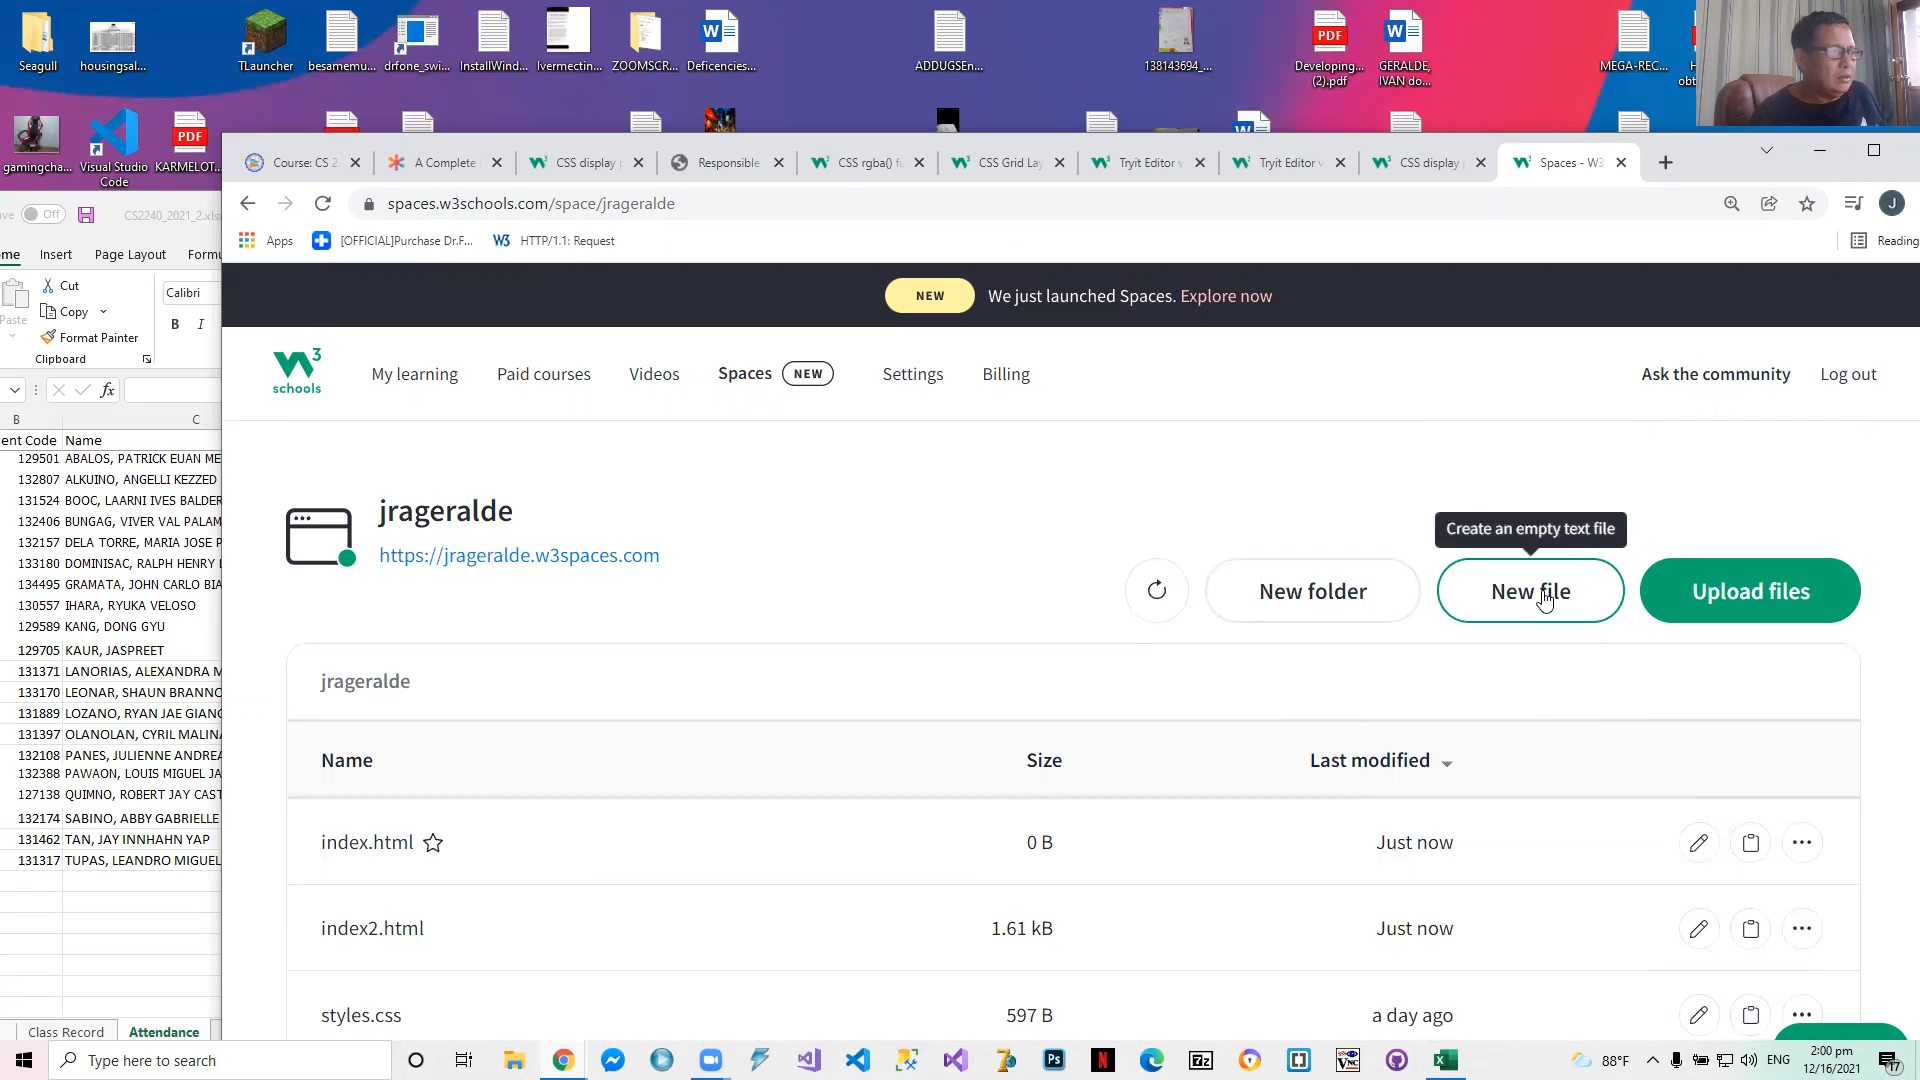 Seagull
housingsal...
TLauncher
besamemu...
drfone_swi...
InstallWind...
Ivermectin...
ZOOMSCR...
Deficiencies...
ADDUGSEn...
138143694_...
Developing...
(2).pdf
GERALDE,
IVAN do...
MEGA-REC...
gamingcha...
Visual Studio
Code
KARMELOT...
Off
CS2240_2021_2.xls
Insert
Page Layout
Formu
Cut
Copy
Format Painter
Paste
Clipboard
Calibri
B I
fx
B C
ent Code Name
129501 ABALOS, PATRICK EUAN ME
132807 ALKUINO, ANGELLI KEZZED
131524 BOOC, LAARNI IVES BALDER
132406 BUNGAG, VIVER VAL PALAM
132157 DELA TORRE, MARIA JOSE P
133180 DOMINISAC, RALPH HENRY L
134495 GRAMATA, JOHN CARLO BIA
130557 IHARA, RYUKA VELOSO
129589 KANG, DONG GYU
129705 KAUR, JASPREET
131371 LANORIAS, ALEXANDRA M
133170 LEONAR, SHAUN BRANNO
131889 LOZANO, RYAN JAE GIANG
131397 OLANOLAN, CYRIL MALINA
132108 PANES, JULIENNE ANDREA
132388 PAWAON, LOUIS MIGUEL JA
127138 QUIMNO, ROBERT JAY CAST
132174 SABINO, ABBY GABRIELLE
131462 TAN, JAY INNHAHN YAP
131317 TUPAS, LEANDRO MIGUEL
Class Record
Attendance
Course: CS 2
A Complete
CSS display
Responsible
CSS rgba() fu
CSS Grid Lay
Tryit Editor v
Tryit Editor v
CSS display
Spaces - W3
spaces.w3schools.com/space/jrageralde
J
Apps
[OFFICIAL]Purchase Dr.F...
HTTP/1.1: Request
Reading
NEW We just launched Spaces. Explore now
W3 schools
My learning
Paid courses
Videos
Spaces NEW
Settings
Billing
Ask the community
Log out
jrageralde
https://jrageralde.w3spaces.com
Create an empty text file
New folder
New file
Upload files
jrageralde
Name Size Last modified
index.html 0 B Just now
index2.html 1.61 kB Just now
styles.css 597 B a day ago
Type here to search
88°F
ENG
2:00 pm
12/16/2021
17